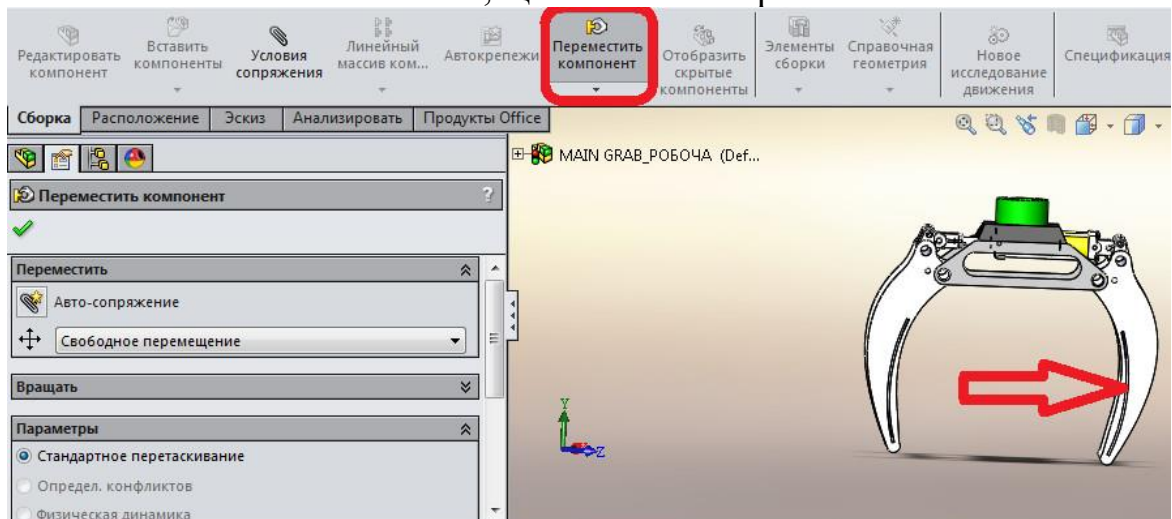 Редактировать компонент
Вставить компоненты
Условия сопряжения
Линейный массив ком...
Автокрепежи
Переместить компонент
Отобразить скрытые компоненты
Элементы сборки
Справочная геометрия
Новое исследование движения
Спецификация
Сборка Расположение Эскиз Анализировать Продукты Office
MAIN GRAB_РОБОЧА (Def...
Переместить компонент ?
Переместить
Авто-сопряжение
Свободное перемещение
Вращать
Параметры
Стандартное перетаскивание
Определ. конфликтов
Физическая динамика
Y
Z